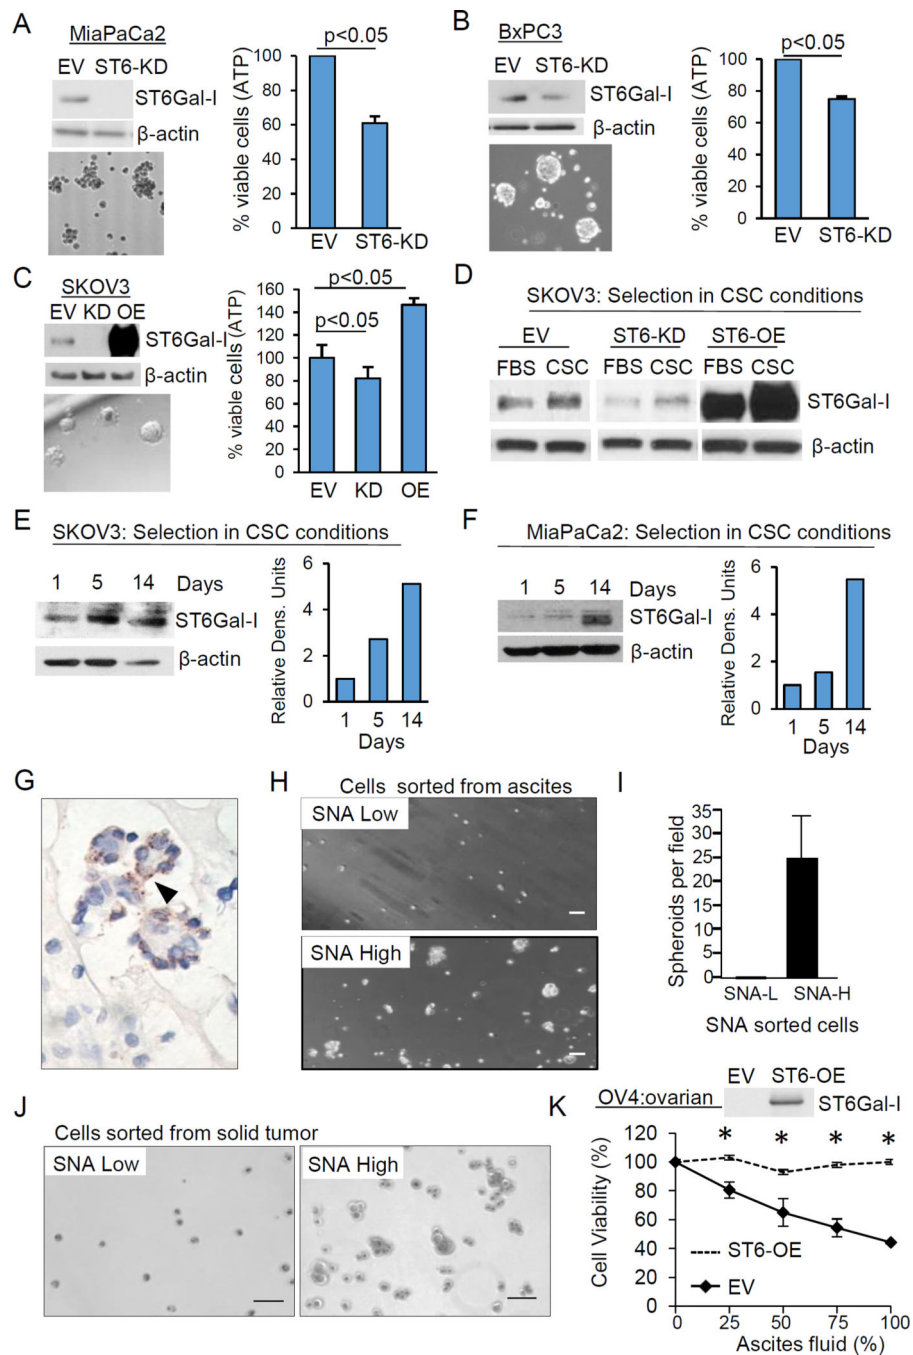 A
MiaPaCa2
EV ST6-KD
ST6Gal-I
β-actin
% viable cells (ATP)
100
80
60
40
20
0
p<0.05
EV ST6-KD
B
BxPC3
EV ST6-KD
ST6Gal-I
β-actin
% viable cells (ATP)
100
80
60
40
20
0
p<0.05
EV ST6-KD
C
SKOV3
EV KD OE
ST6Gal-I
β-actin
% viable cells (ATP)
160
140
120
100
80
60
40
20
0
p<0.05
p<0.05
EV KD OE
D
SKOV3: Selection in CSC conditions
EV ST6-KD ST6-OE
FBS CSC FBS CSC FBS CSC
ST6Gal-I
β-actin
E
SKOV3: Selection in CSC conditions
1 5 14 Days
ST6Gal-I
β-actin
Relative Dens. Units
6
4
2
0
1 5 14
Days
F
MiaPaCa2: Selection in CSC conditions
1 5 14 Days
ST6Gal-I
β-actin
Relative Dens. Units
6
4
2
0
1 5 14
Days
G
H
Cells sorted from ascites
SNA Low
SNA High
I
Spheroids per field
35
30
25
20
15
10
5
0
SNA-L SNA-H
SNA sorted cells
J
Cells sorted from solid tumor
SNA Low
SNA High
K
EV ST6-OE
OV4:ovarian
ST6Gal-I
Cell Viability (%)
120
100
80
60
40
20
0
* * * *
ST6-OE
EV
0 25 50 75 100
Ascites fluid (%)